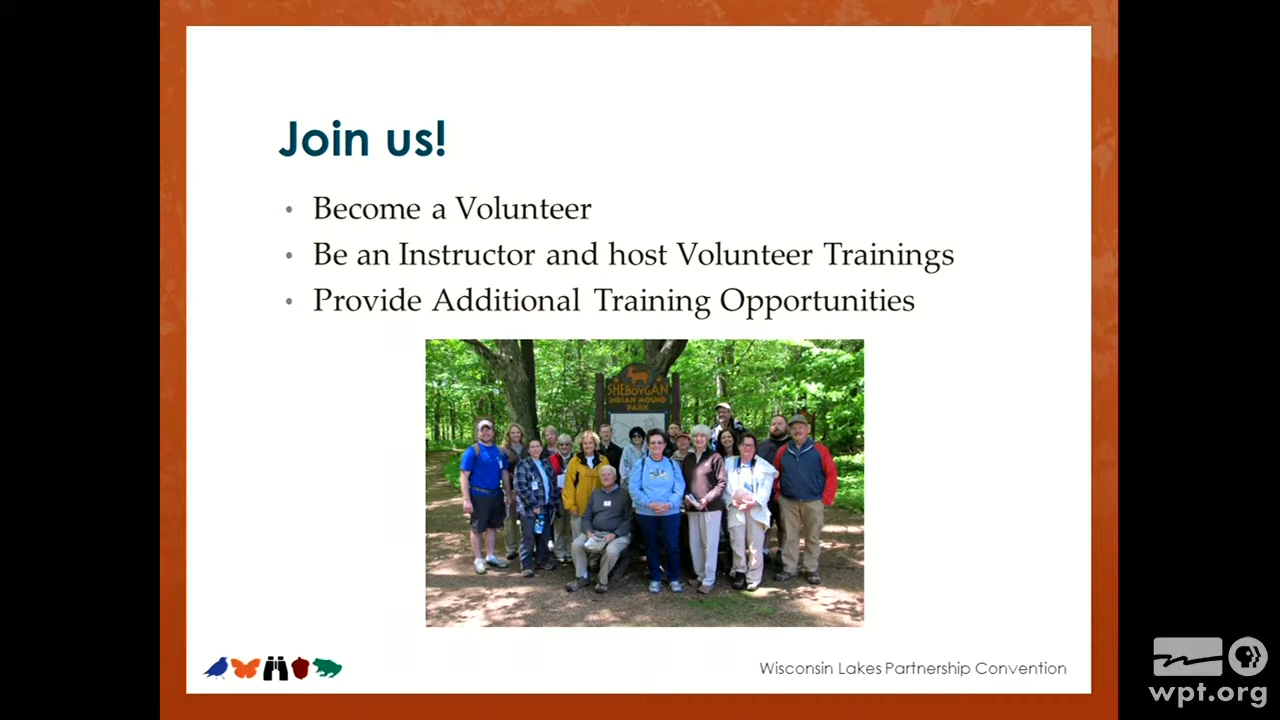 Join us!
• Become a Volunteer
• Be an Instructor and host Volunteer Trainings
• Provide Additional Training Opportunities
SHEBOYGAN
INDIAN MOUND
PARK
Wisconsin Lakes Partnership Convention
wpt.org